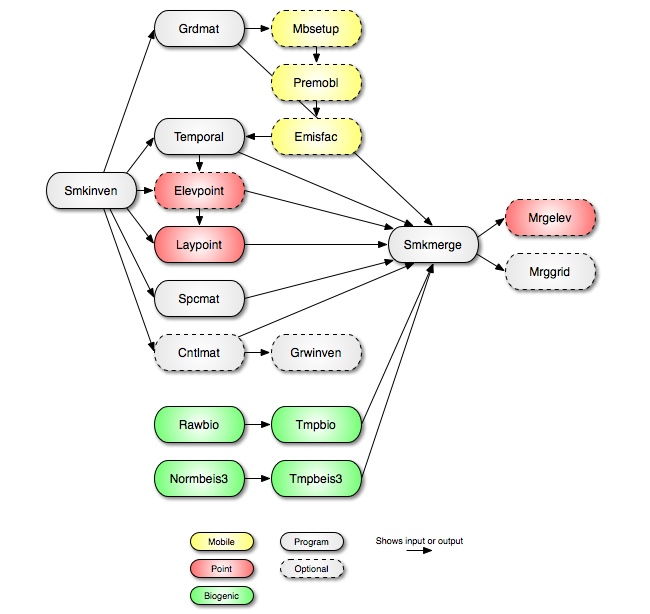 Grdmat
Mbsetup
Premobl
Temporal
Emisfac
Smkinven
Elevpoint
Mrgelev
Laypoint
Smkmerge
Mrggrid
Spcmat
Cntlmat
Grwinven
Rawbio
Tmpbio
Normbeis3
Tmpbeis3
Mobile
Program
Shows input or output
Point
Optional
Biogenic